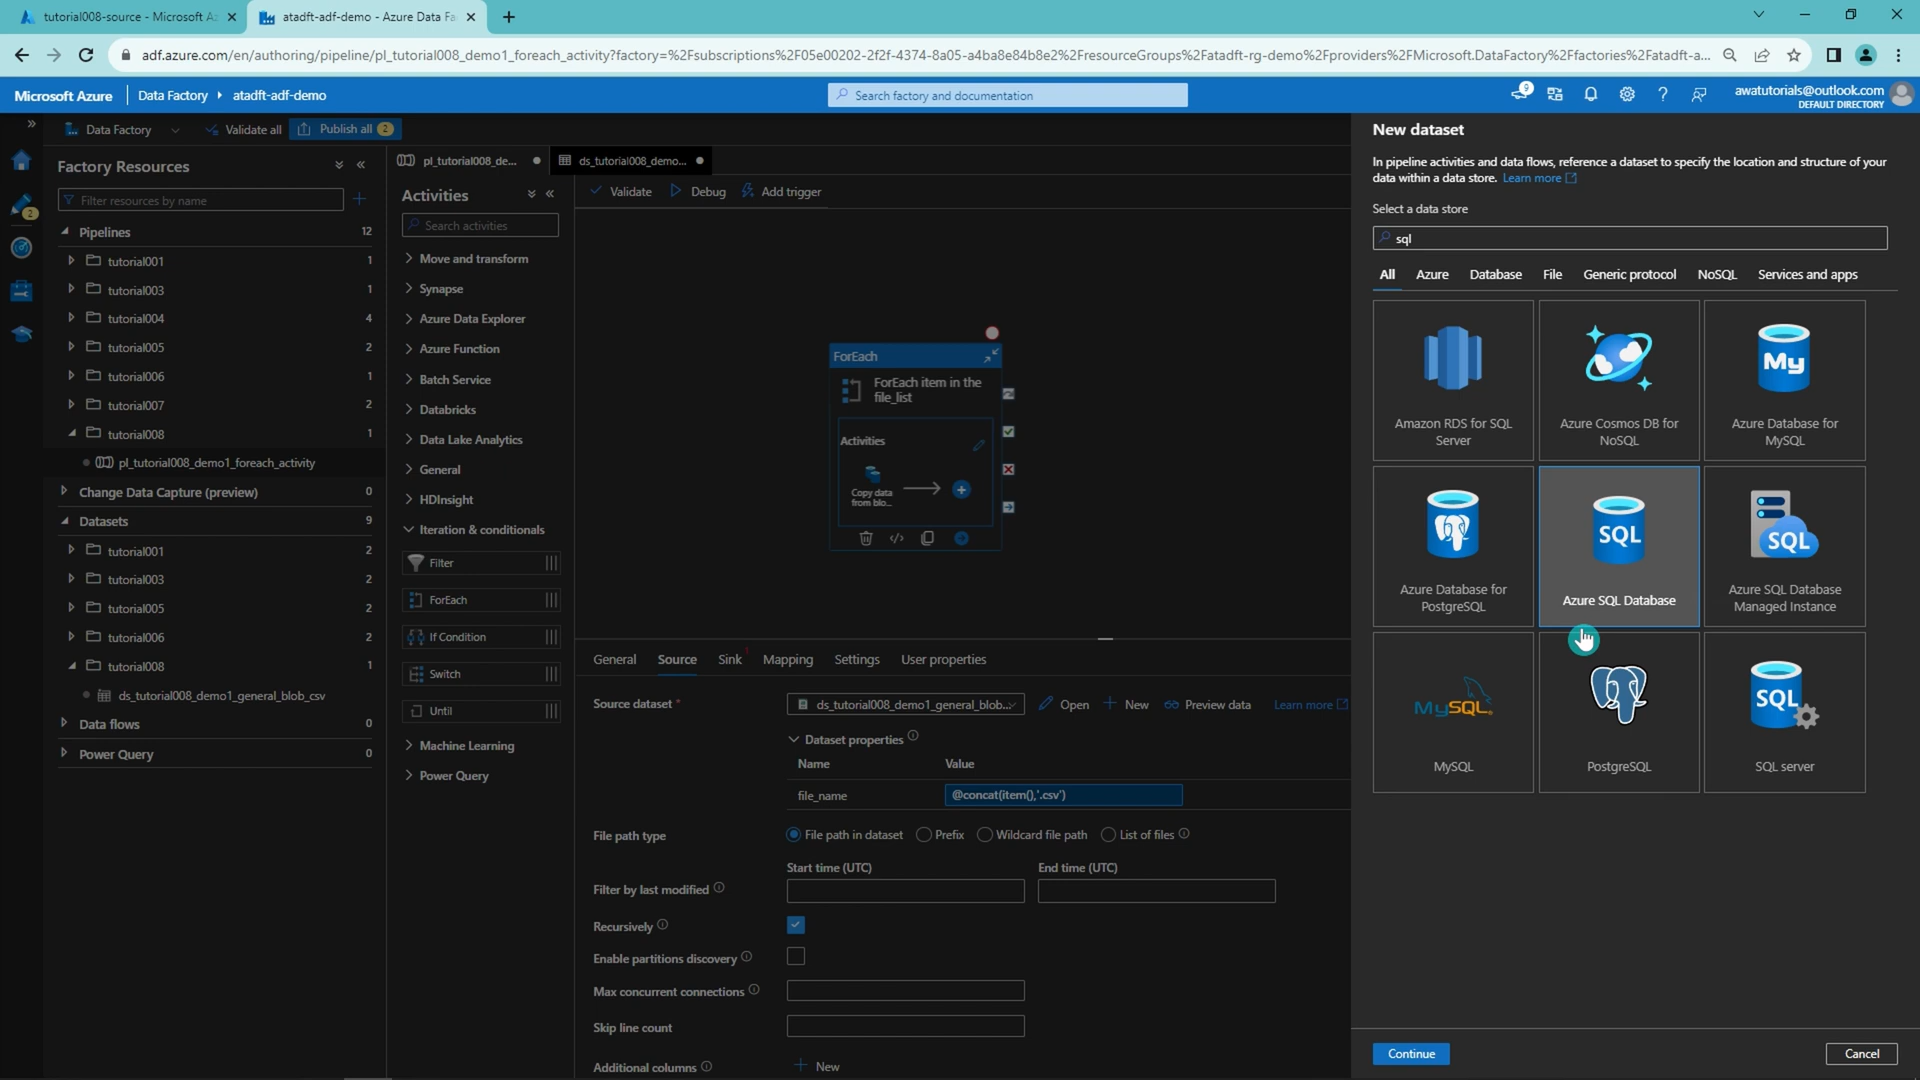 tutorial008-source - Microsoft A
atadft-adf-demo - Azure Data Fa
adf.azure.com/en/authoring/pipeline/pl_tutorial008_demo1_foreach_activity?factory=%2Fsubscriptions%2F05e00202-2f2f-4374-8a05-a4ba8e84b8e2%2FresourceGroups%2Fatadft-rg-demo%2Fproviders%2FMicrosoft.DataFactory%2Ffactories%2Fatadft-a...
Microsoft Azure
Data Factory
atadft-adf-demo
Search factory and documentation
9
awatutorials@outlook.com
DEFAULT DIRECTORY
Data Factory
Validate all
Publish all 2
2
Factory Resources
Filter resources by name
Pipelines 12
tutorial001 1
tutorial003 1
tutorial004 4
tutorial005 2
tutorial006 1
tutorial007 2
tutorial008 1
pl_tutorial008_demo1_foreach_activity
Change Data Capture (preview) 0
Datasets 9
tutorial001 2
tutorial003 2
tutorial005 2
tutorial006 2
tutorial008 1
ds_tutorial008_demo1_general_blob_csv
Data flows 0
Power Query 0
pl_tutorial008_de...
ds_tutorial008_demo...
Activities
Search activities
Move and transform
Synapse
Azure Data Explorer
Azure Function
Batch Service
Databricks
Data Lake Analytics
General
HDInsight
Iteration & conditionals
Filter
ForEach
If Condition
Switch
Until
Machine Learning
Power Query
Validate
Debug
Add trigger
ForEach
ForEach item in the
file_list
Activities
Copy data
from blo...
General
Source
Sink 1
Mapping
Settings
User properties
Source dataset *
ds_tutorial008_demo1_general_blob...
Open
New
Preview data
Learn more
Dataset properties
Name
Value
file_name
@concat(item(),'.csv')
File path type
File path in dataset
Prefix
Wildcard file path
List of files
Start time (UTC)
End time (UTC)
Filter by last modified
Recursively
Enable partitions discovery
Max concurrent connections
Skip line count
Additional columns
New
New dataset
In pipeline activities and data flows, reference a dataset to specify the location and structure of your
data within a data store. Learn more
Select a data store
sql
All
Azure
Database
File
Generic protocol
NoSQL
Services and apps
Amazon RDS for SQL
Server
Azure Cosmos DB for
NoSQL
My
Azure Database for
MySQL
Azure Database for
PostgreSQL
SQL
Azure SQL Database
SQL
Azure SQL Database
Managed Instance
MySQL
MySQL
PostgreSQL
SQL
SQL server
Continue
Cancel